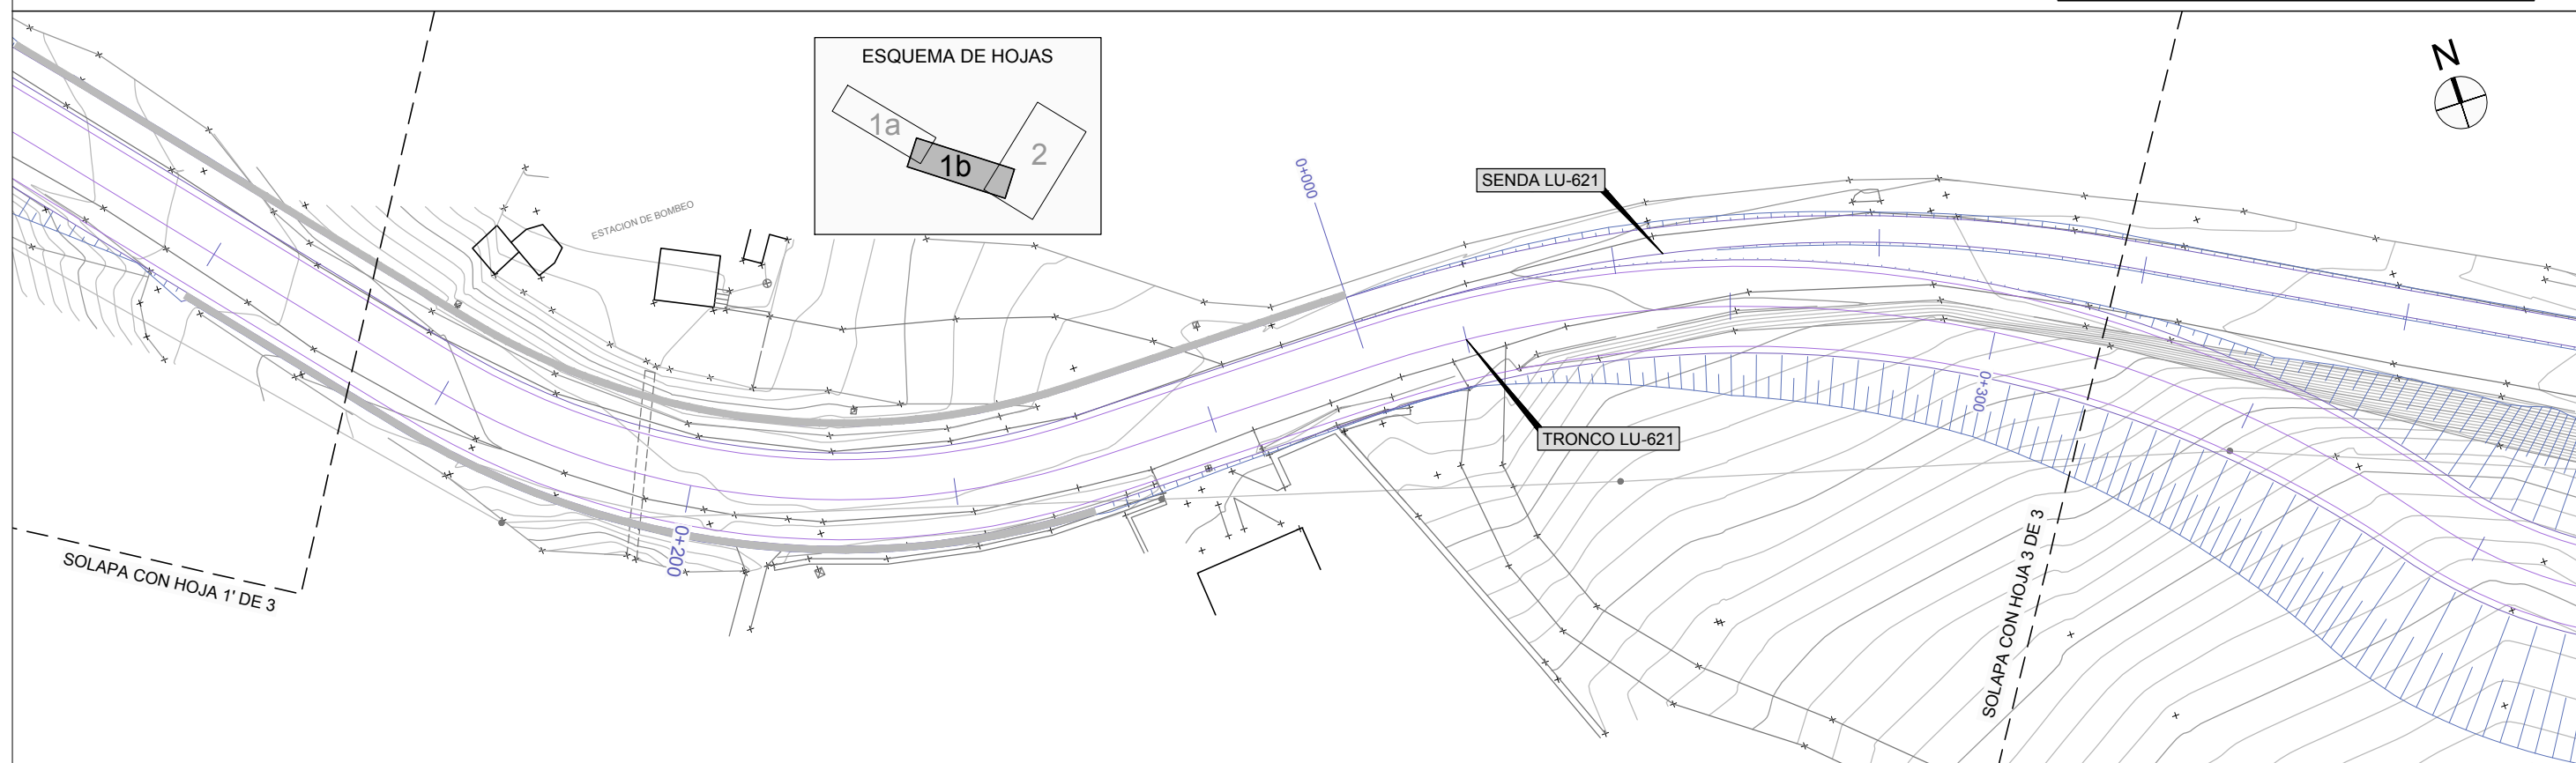 ESQUEMA DE HOJAS
1a
1b
2
N
ESTACION DE BOMBEO
0+000
SENDA LU-621
TRONCO LU-621
0+300
0+200
SOLAPA CON HOJA 1' DE 3
SOLAPA CON HOJA 3 DE 3